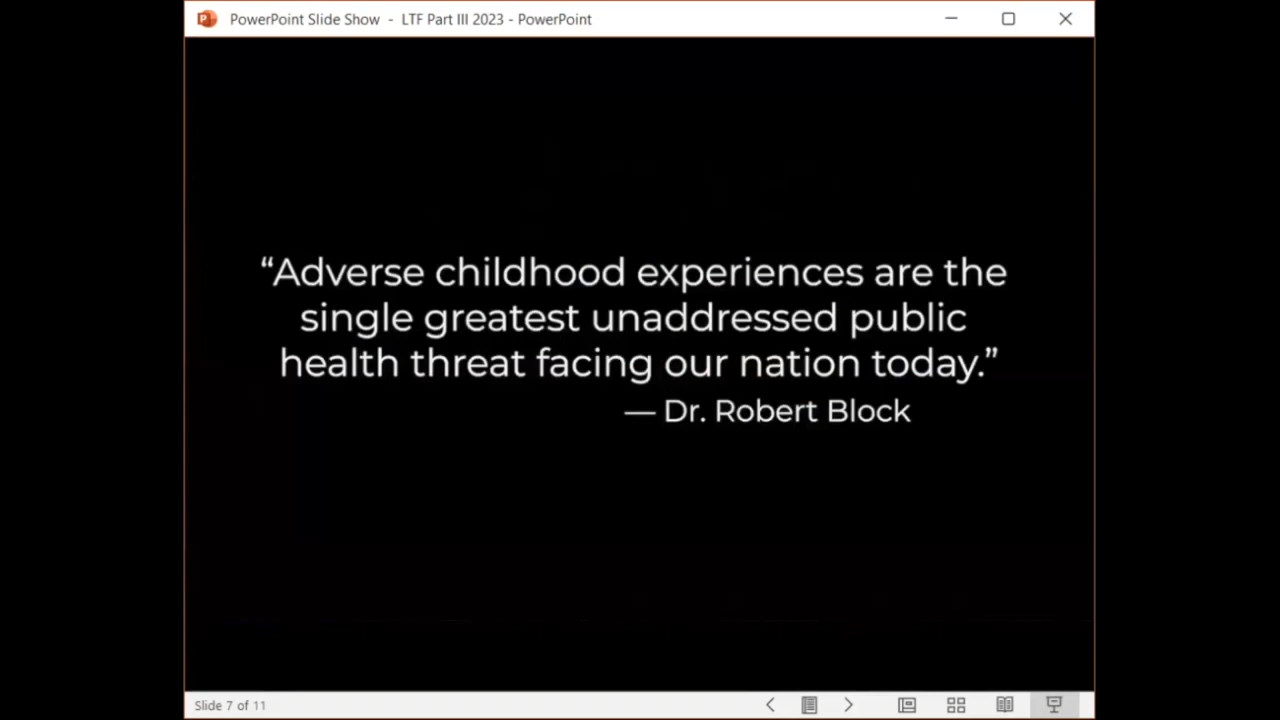 PowerPoint Slide Show - LTF Part III 2023 - PowerPoint
“Adverse childhood experiences are the
single greatest unaddressed public
health threat facing our nation today.”
— Dr. Robert Block
Slide 7 of 11